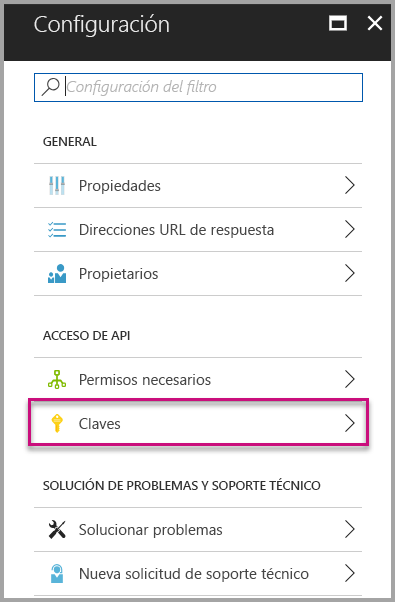 Configuración
Configuración del filtro
GENERAL
Propiedades
Direcciones URL de respuesta
Propietarios
ACCESO DE API
Permisos necesarios
Claves
SOLUCIÓN DE PROBLEMAS Y SOPORTE TÉCNICO
Solucionar problemas
Nueva solicitud de soporte técnico